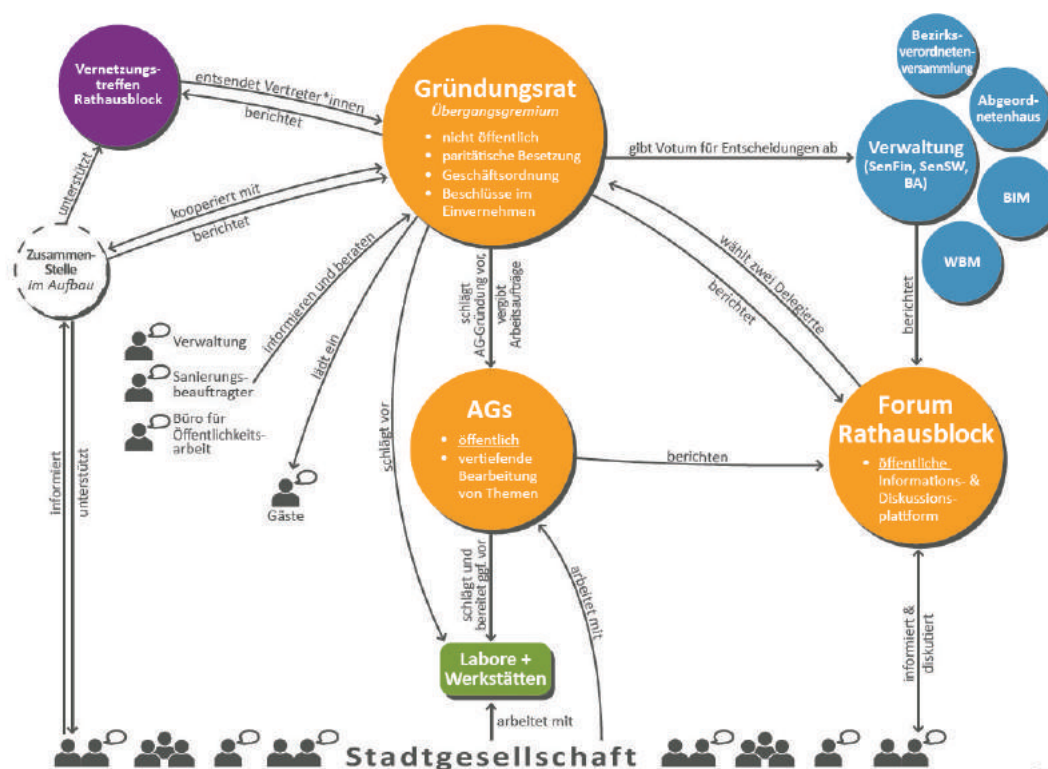 Vernetzungs-
treffen
Rathausblock
entsendet Vertreter*innen
berichtet
Gründungsrat
Übergangsgremium
• nicht öffentlich
• paritätische Besetzung
• Geschäftsordnung
• Beschlüsse im
Einvernehmen
gibt Votum für Entscheidungen ab
Bezirks-
verordneten-
versammlung
Abgeord-
netenhaus
Verwaltung
(SenFin, SenSW,
BA)
BIM
WBM
unterstützt
kooperiert mit
berichtet
Zusammen-
Stelle
im Aufbau
informieren und beraten
Verwaltung
Sanierungs-
beauftragter
Büro für
Öffentlichkeits-
arbeit
lädt ein
Gäste
schlägt vor
schlägt
AG-Gründung vor,
vergibt
Arbeitsaufträge
wählt zwei Delegierte
berichtet
berichtet
AGs
• öffentlich
• vertiefende
Bearbeitung
von Themen
berichten
Forum
Rathausblock
• öffentliche
Informations- &
Diskussions-
plattform
informiert
unterstützt
schlägt und
bereitet ggf. vor
arbeitet mit
informiert &
diskutiert
Labore +
Werkstätten
arbeitet mit
Stadtgesellschaft